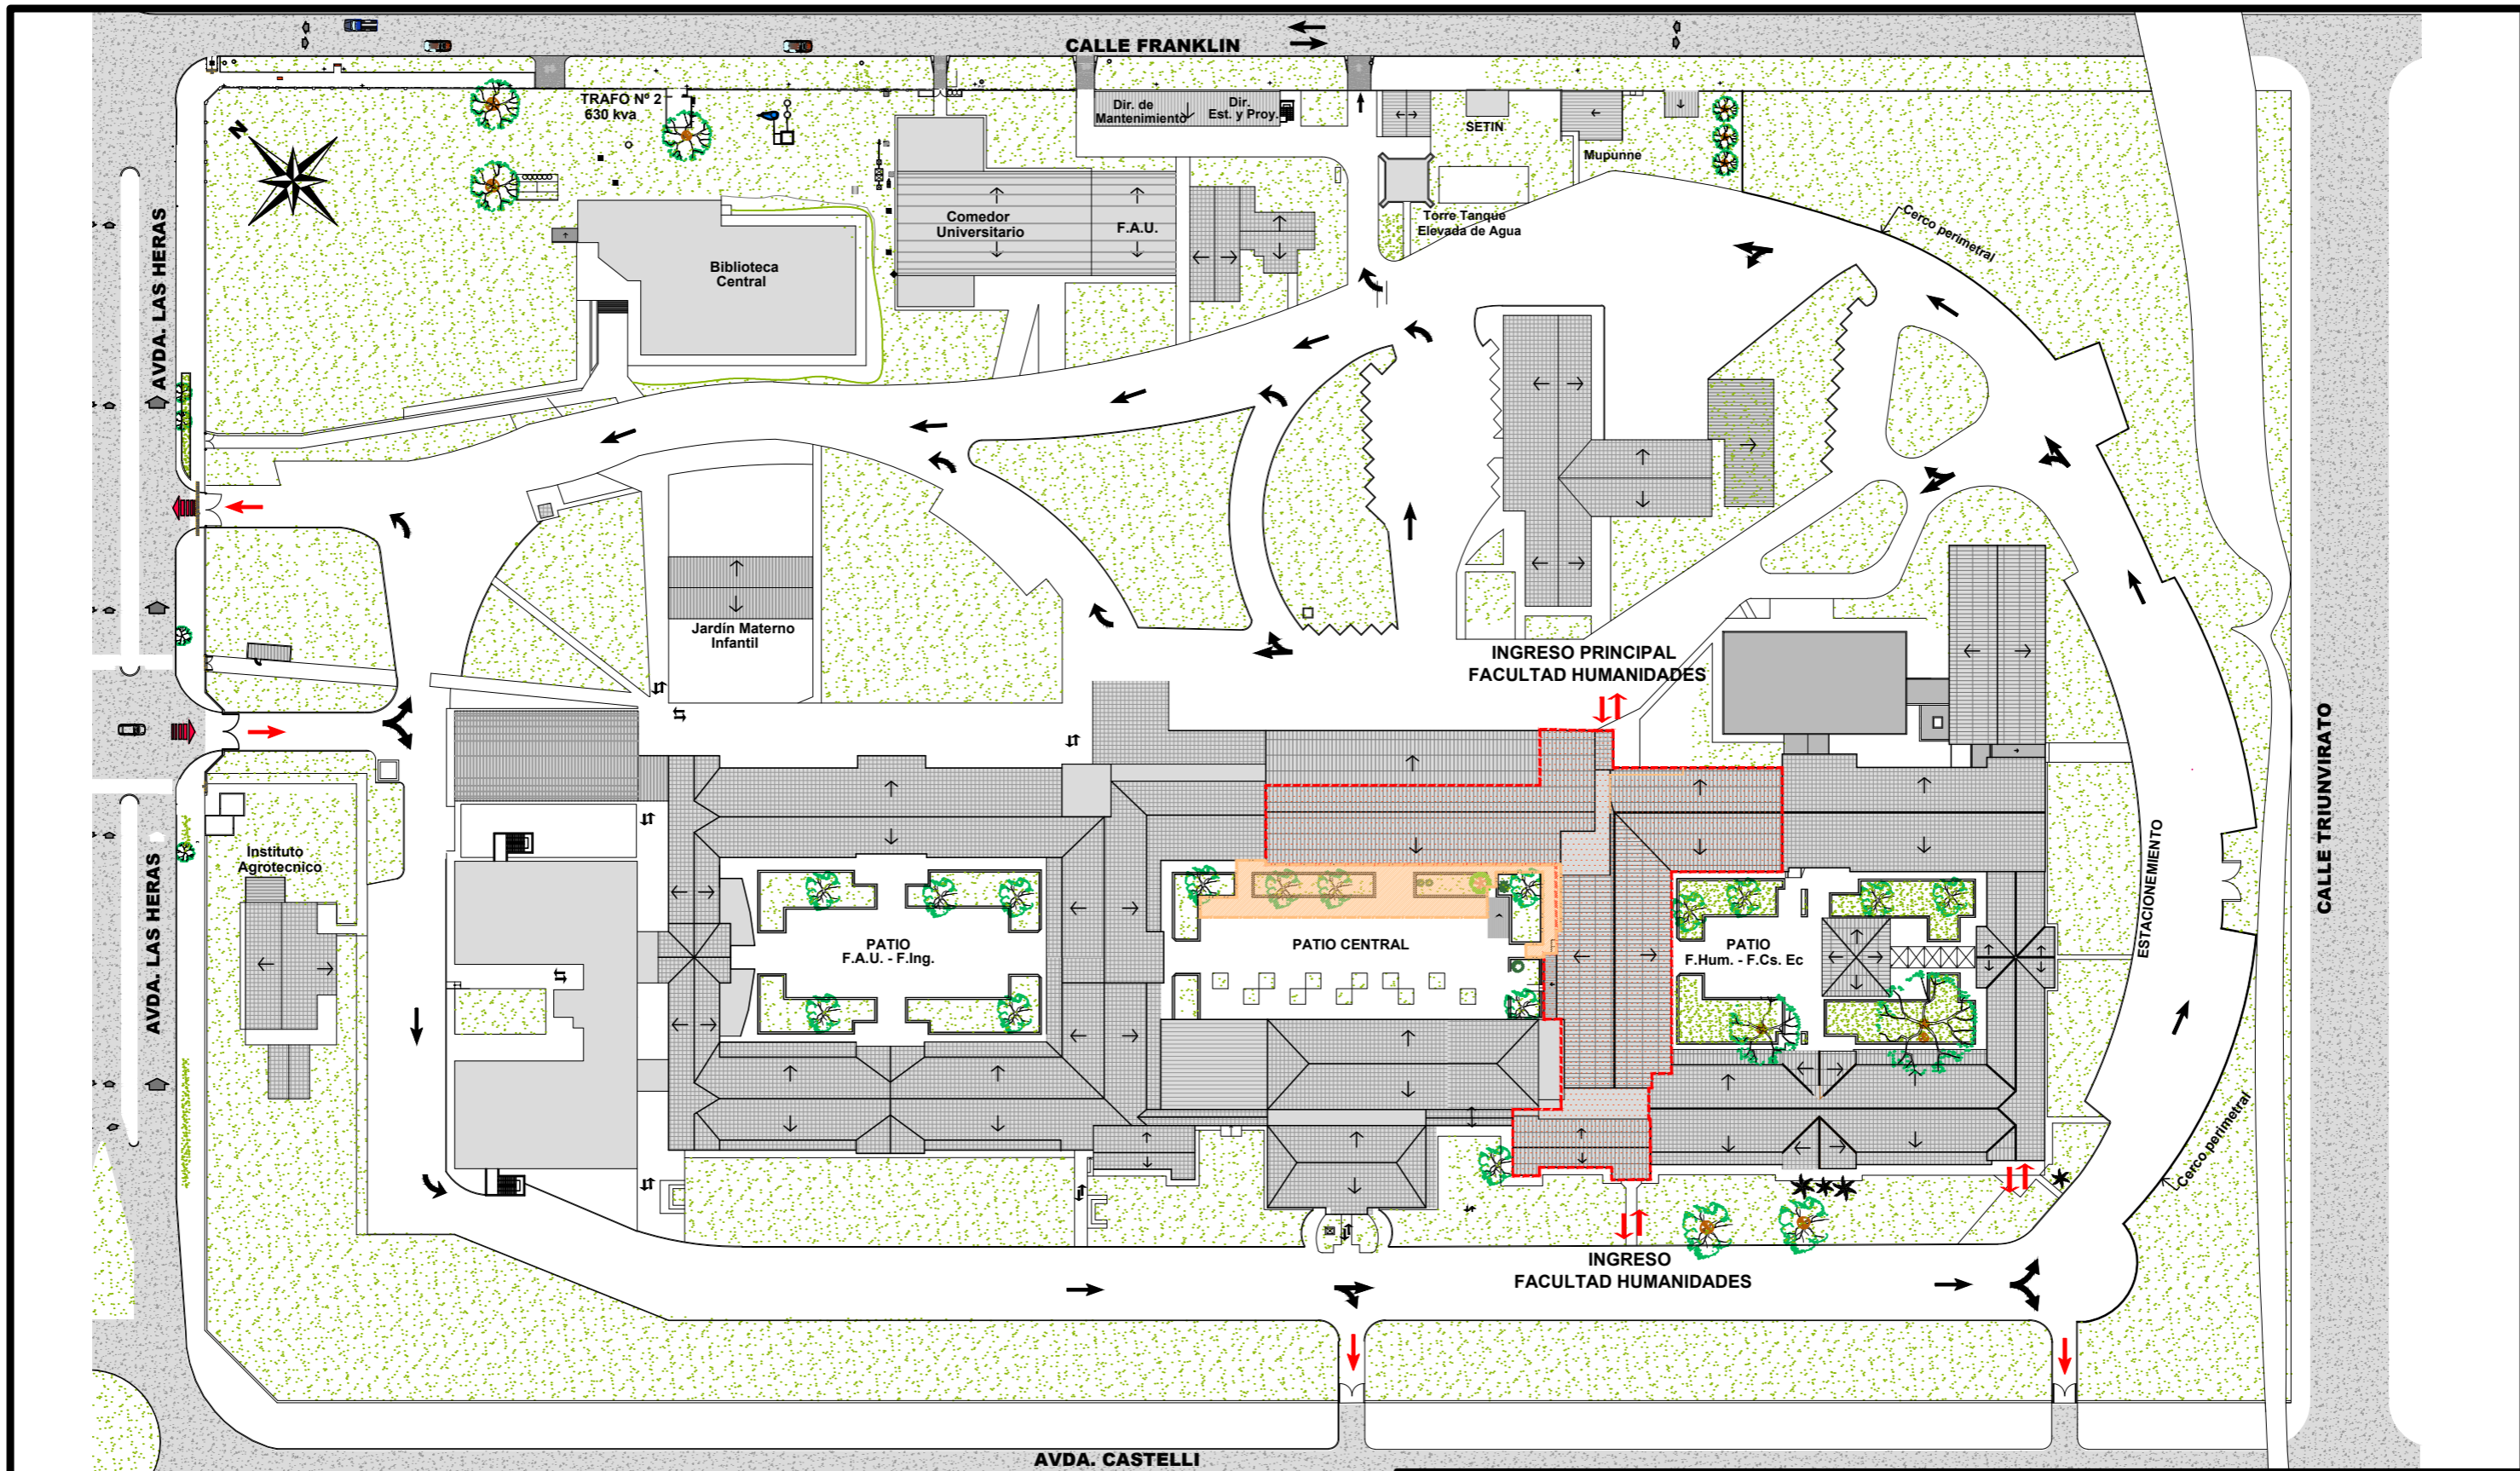 CALLE FRANKLIN
N
TRAFO Nº 2
630 kva
Dir. de
Mantenimiento
Dir.
Est. y Proy.
SETIN
Mupunne
Torre Tanque
Elevada de Agua
Cerco perimetral
Comedor
Universitario
F.A.U.
Biblioteca
Central
AVDA. LAS HERAS
Jardín Materno
Infantil
INGRESO PRINCIPAL
FACULTAD HUMANIDADES
CALLE TRIUNVIRATO
Instituto
Agrotecnico
AVDA. LAS HERAS
ESTACIONEMIENTO
PATIO
F.A.U. - F.Ing.
PATIO CENTRAL
PATIO
F.Hum. - F.Cs. Ec
Cerco perimetral
INGRESO
FACULTAD HUMANIDADES
AVDA. CASTELLI